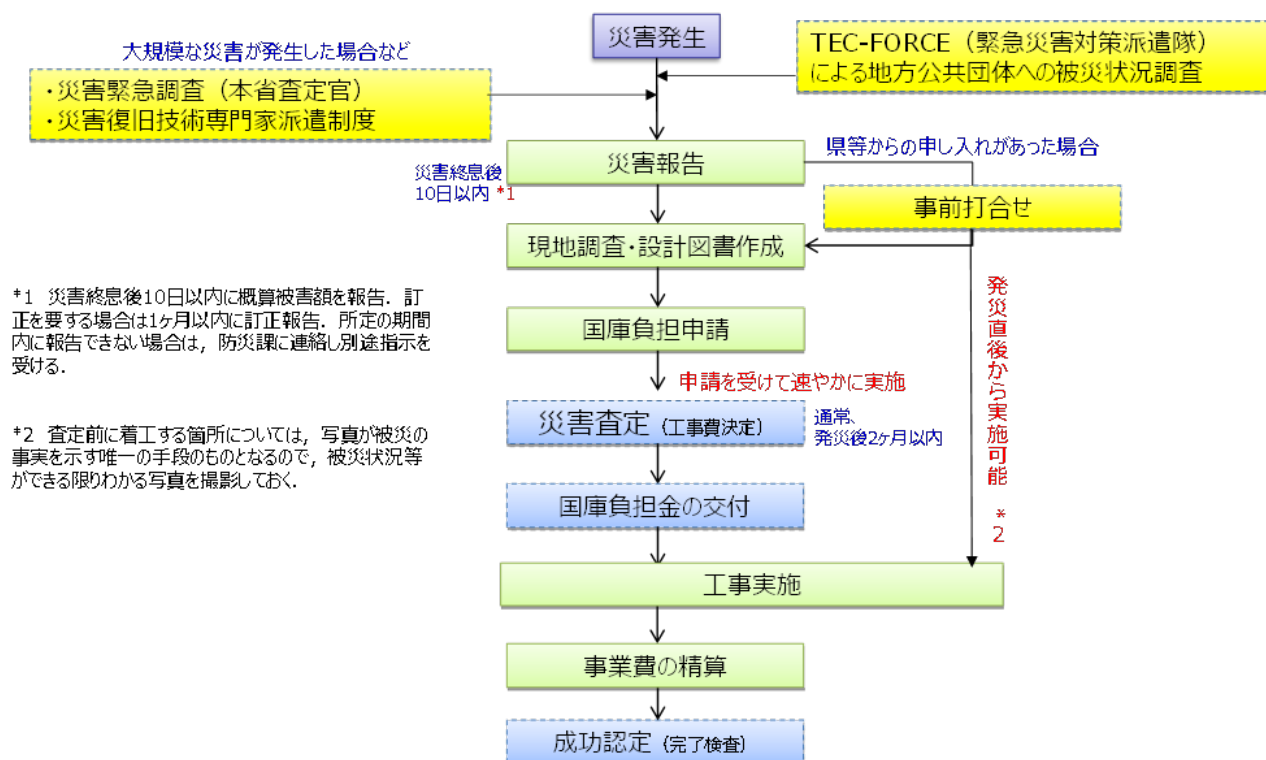 災害発生
大規模な災害が発生した場合など
TEC-FORCE（緊急災害対策派遣隊）
による地方公共団体への被災状況調査
・災害緊急調査（本省査定官）
・災害復旧技術専門家派遣制度
災害報告
県等からの申し入れがあった場合
災害終息後
10日以内 *1
事前打合せ
現地調査・設計図書作成
*1 災害終息後10日以内に概算被害額を報告．訂
正を要する場合は1ヶ月以内に訂正報告．所定の期間
内に報告できない場合は，防災課に連絡し別途指示を
受ける．
国庫負担申請
発災直後から実施可能 *2
申請を受けて速やかに実施
災害査定（工事費決定）
通常、
発災後2ヶ月以内
*2 査定前に着工する箇所については，写真が被災の
事実を示す唯一の手段のものとなるので，被災状況等
ができる限りわかる写真を撮影しておく．
国庫負担金の交付
工事実施
事業費の精算
成功認定（完了検査）